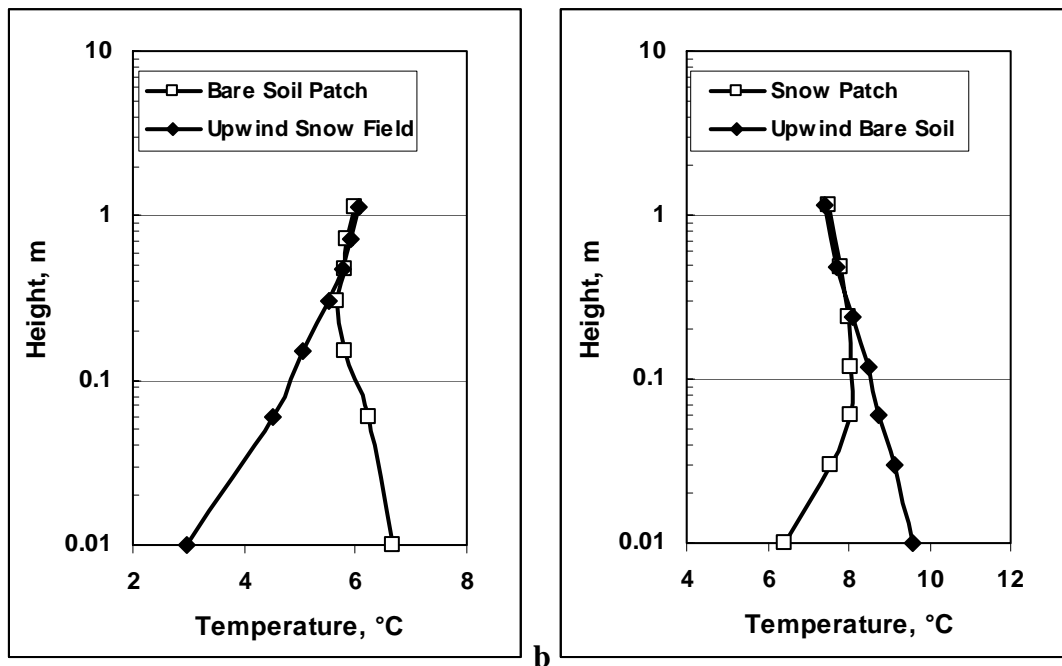 10
Bare Soil Patch
Upwind Snow Field
1
Height, m
0.1
0.01
2 4 6 8
Temperature, °C
b
10
Snow Patch
Upwind Bare Soil
1
Height, m
0.1
0.01
4 6 8 10 12
Temperature, °C